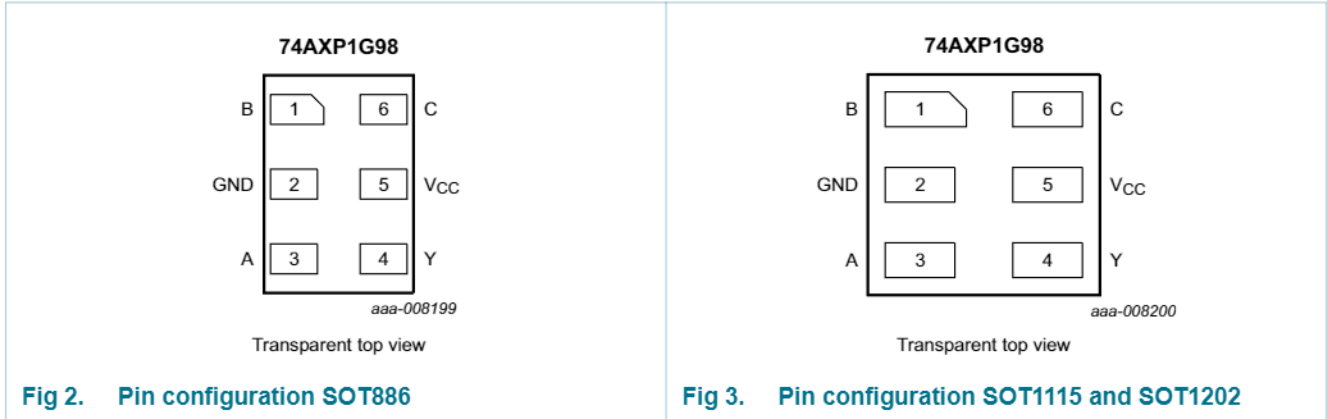 74AXP1G98
B 1 6 C
GND 2 5 VCC
A 3 4 Y
aaa-008199
Transparent top view
Fig 2. Pin configuration SOT886
74AXP1G98
B 1 6 C
GND 2 5 VCC
A 3 4 Y
aaa-008200
Transparent top view
Fig 3. Pin configuration SOT1115 and SOT1202